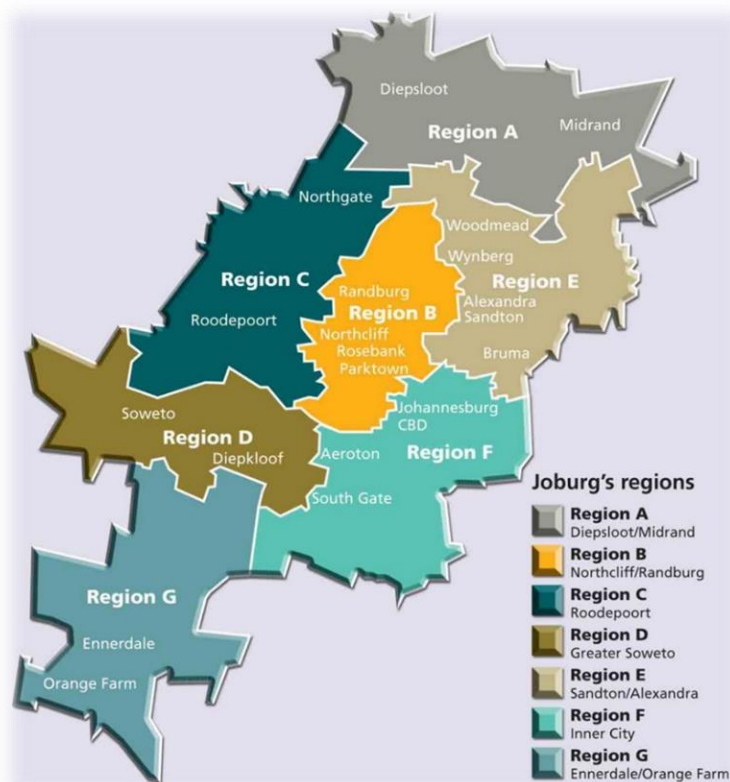 Diepsloot
Region A
Midrand
Northgate
Woodmead
Wynberg
Region C
Region E
Randburg
Region B
Alexandra
Sandton
Roodepoort
Northcliff
Rosebank
Parktown
Bruma
Soweto
Region D
Diepkloof
Johannesburg
CBD
Aeroton
Region F
South Gate
Region G
Ennerdale
Orange Farm
Joburg's regions
Region A
Diepsloot/Midrand
Region B
Northcliff/Randburg
Region C
Roodepoort
Region D
Greater Soweto
Region E
Sandton/Alexandra
Region F
Inner City
Region G
Ennerdale/Orange Farm